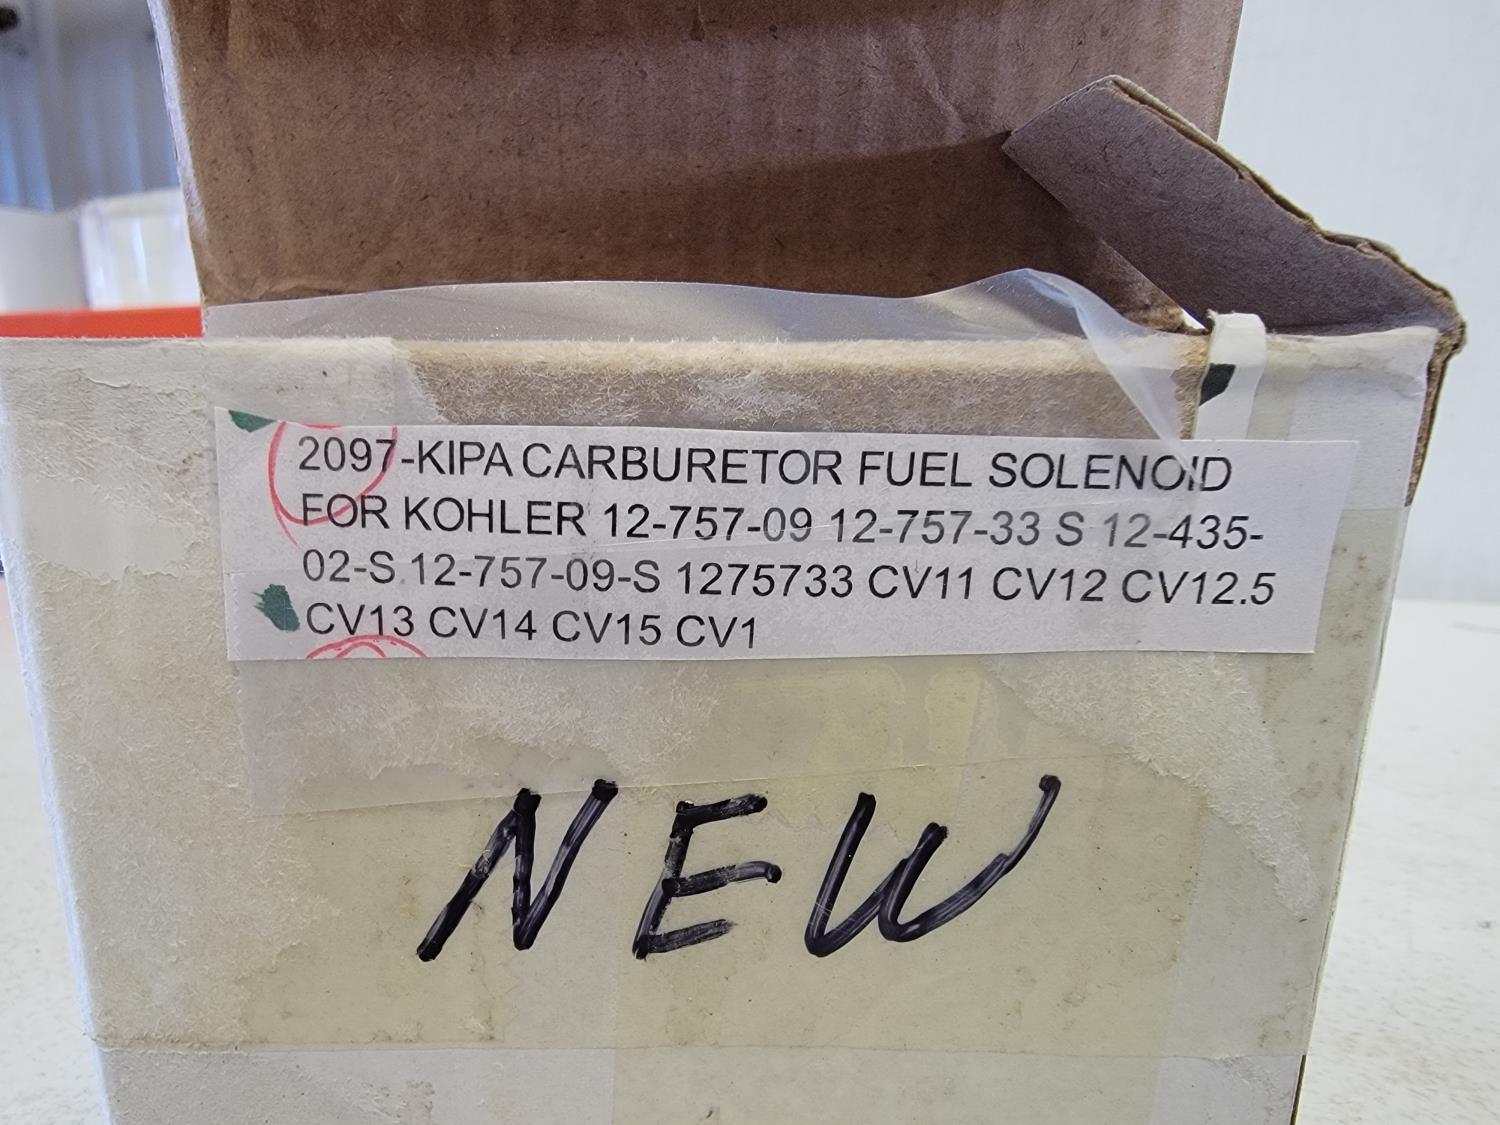 2097-KIPA CARBURETOR FUEL SOLENOID
FOR KOHLER 12-757-09 12-757-33 S 12-435-
02-S 12-757-09-S 1275733 CV11 CV12 CV12.5
CV13 CV14 CV15 CV1
NEW